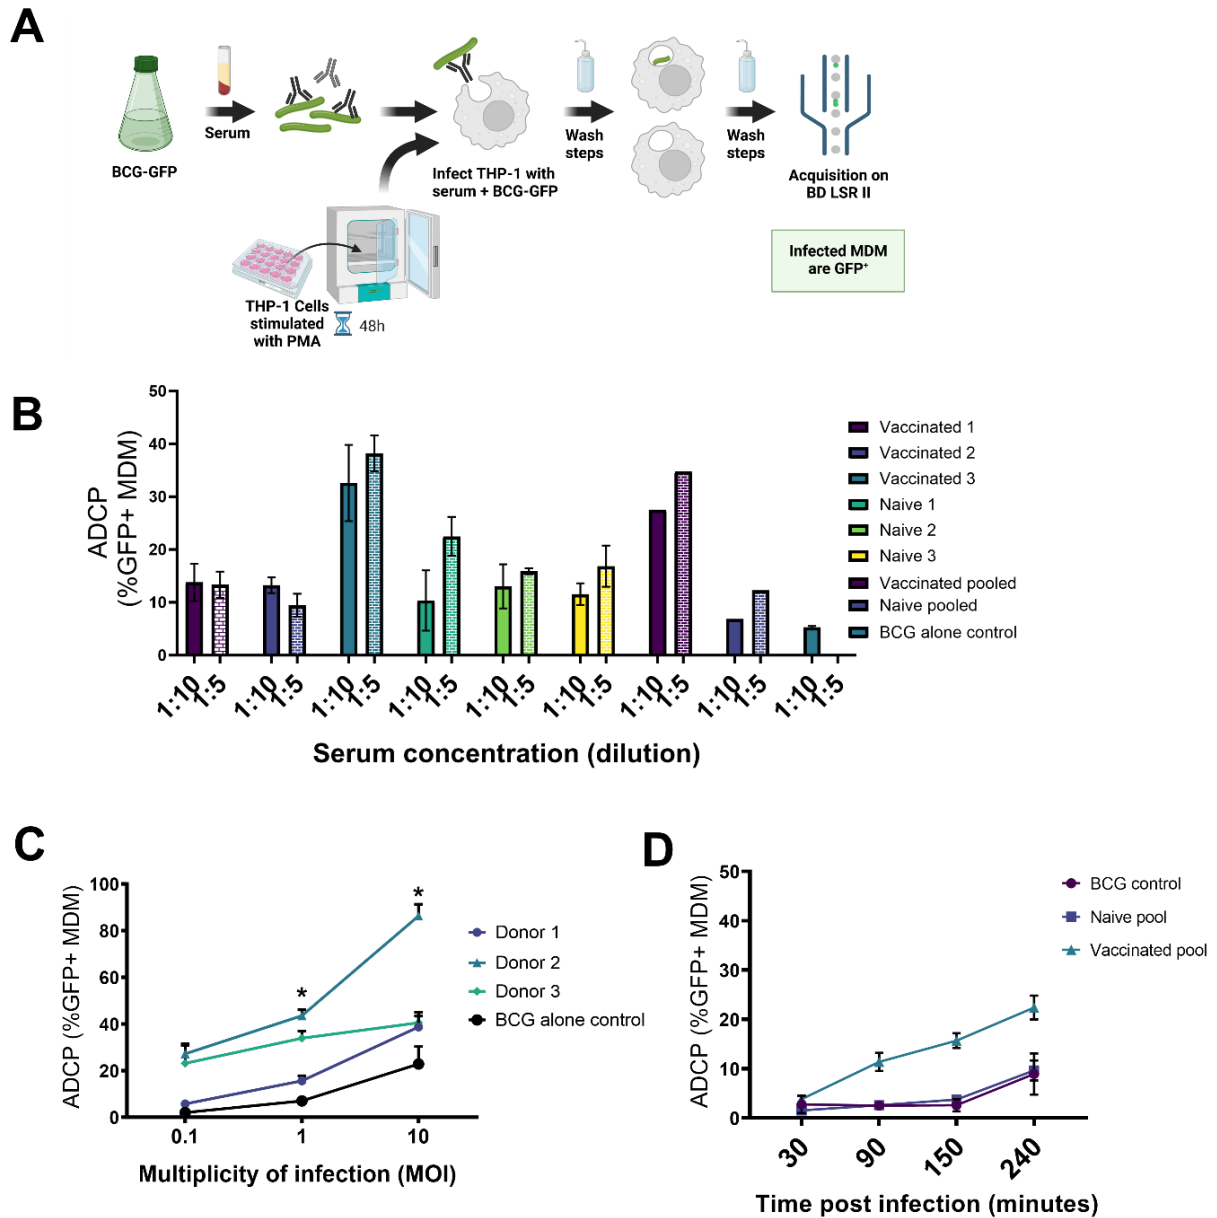 A
BCG-GFP
Serum
Infect THP-1 with
serum + BCG-GFP
Wash
steps
Wash
steps
Acquisition on
BD LSR II
Infected MDM
are GFP⁺
THP-1 Cells
stimulated
with PMA
48h
B
ADCP
(%GFP+ MDM)
50
40
30
20
10
0
1:10
1:5
1:10
1:5
1:10
1:5
1:10
1:5
1:10
1:5
1:10
1:5
1:10
1:5
1:10
1:5
1:10
1:5
Serum concentration (dilution)
Vaccinated 1
Vaccinated 2
Vaccinated 3
Naive 1
Naive 2
Naive 3
Vaccinated pooled
Naive pooled
BCG alone control
C
ADCP (%GFP+ MDM)
100
80
60
40
20
0
*
*
0.1
1
10
Multiplicity of infection (MOI)
Donor 1
Donor 2
Donor 3
BCG alone control
D
ADCP (%GFP+ MDM)
50
40
30
20
10
0
30
90
150
240
Time post infection (minutes)
BCG control
Naive pool
Vaccinated pool